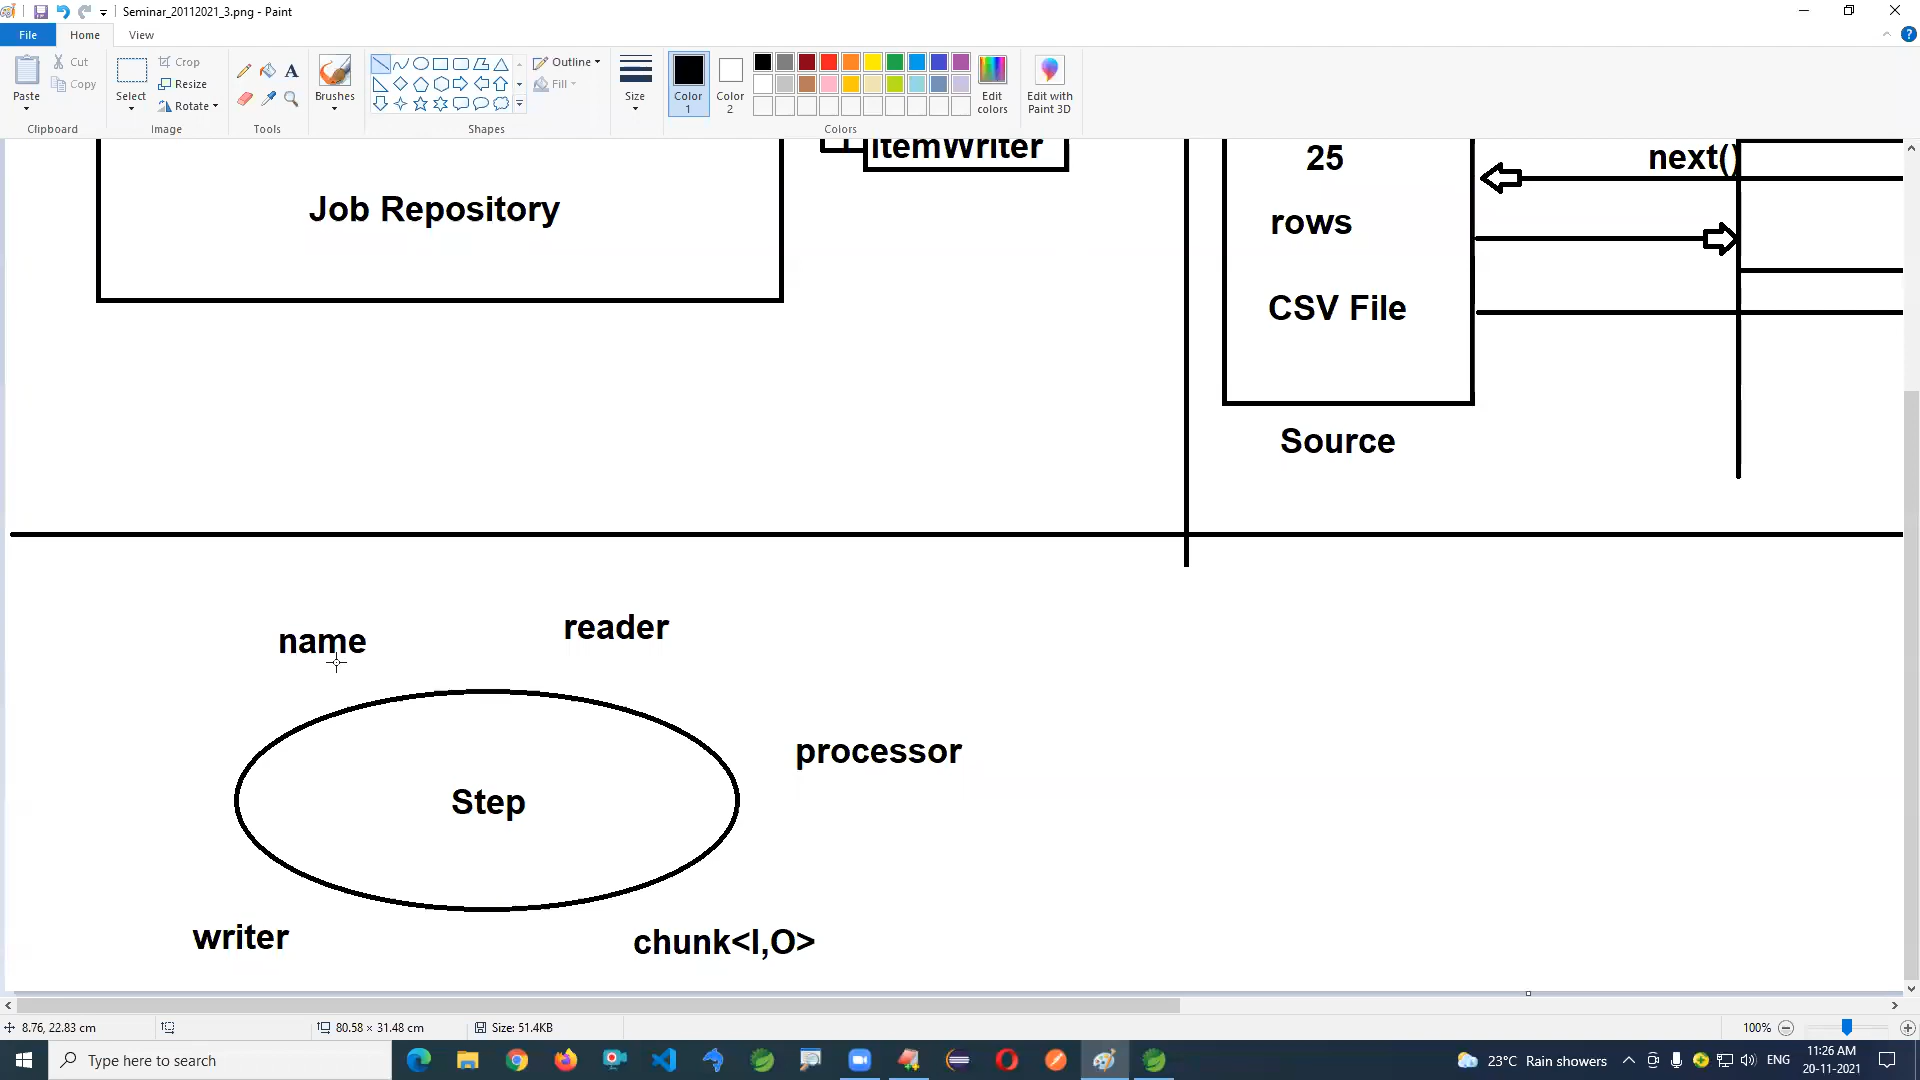 Seminar_20112021_3.png - Paint
File Home View
Paste
Cut
Copy
Clipboard
Select
Crop
Resize
Rotate
Image
Tools
Brushes
Shapes
Outline
Fill
Size
Color 1
Color 2
Colors
Edit colors
Edit with Paint 3D
ItemWriter
Job Repository
25
rows
CSV File
Source
next()
name
reader
processor
Step
writer
chunk<I,O>
8.76, 22.83 cm
80.58 × 31.48 cm
Size: 51.4KB
100%
Type here to search
23°C Rain showers
ENG
11:26 AM
20-11-2021